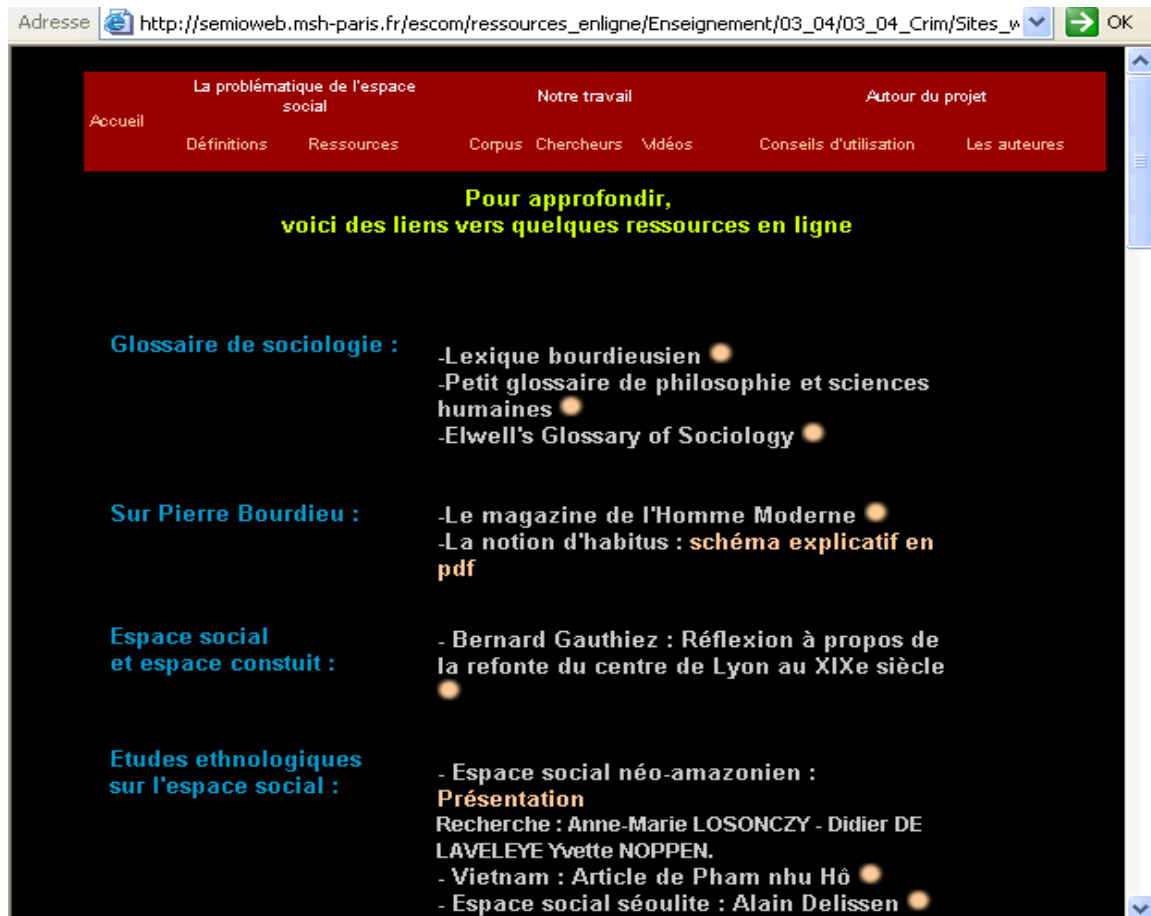 Adresse http://semioweb.msh-paris.fr/escom/ressources_enligne/Enseignement/03_04/03_04_Crim/Sites_w OK
La problématique de l'espace social
Notre travail
Autour du projet
Accueil
Définitions Ressources Corpus Chercheurs Vidéos Conseils d'utilisation Les auteures
Pour approfondir,
voici des liens vers quelques ressources en ligne
Glossaire de sociologie :
-Lexique bourdieusien
-Petit glossaire de philosophie et sciences
humaines
-Elwell's Glossary of Sociology
Sur Pierre Bourdieu :
-Le magazine de l'Homme Moderne
-La notion d'habitus : schéma explicatif en
pdf
Espace social
et espace constuit :
- Bernard Gauthiez : Réflexion à propos de
la refonte du centre de Lyon au XIXe siècle
Etudes ethnologiques
sur l'espace social :
- Espace social néo-amazonien :
Présentation
Recherche : Anne-Marie LOSONCZY - Didier DE
LAVELEYE Yvette NOPPEN.
- Vietnam : Article de Pham nhu Hô
- Espace social séoulite : Alain Delissen